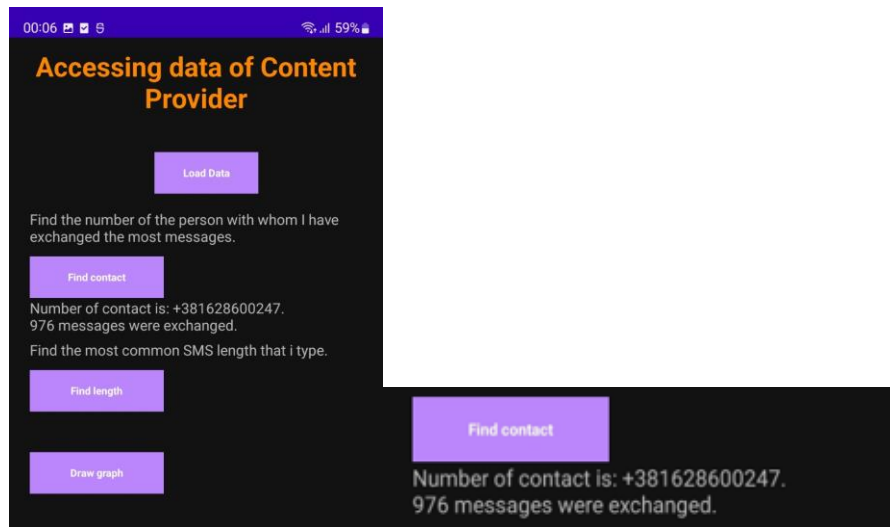 00:06 59%
Accessing data of Content
Provider
Load Data
Find the number of the person with whom I have
exchanged the most messages.
Find contact
Number of contact is: +381628600247.
976 messages were exchanged.
Find the most common SMS length that i type.
Find length
Draw graph
Find contact
Number of contact is: +381628600247.
976 messages were exchanged.